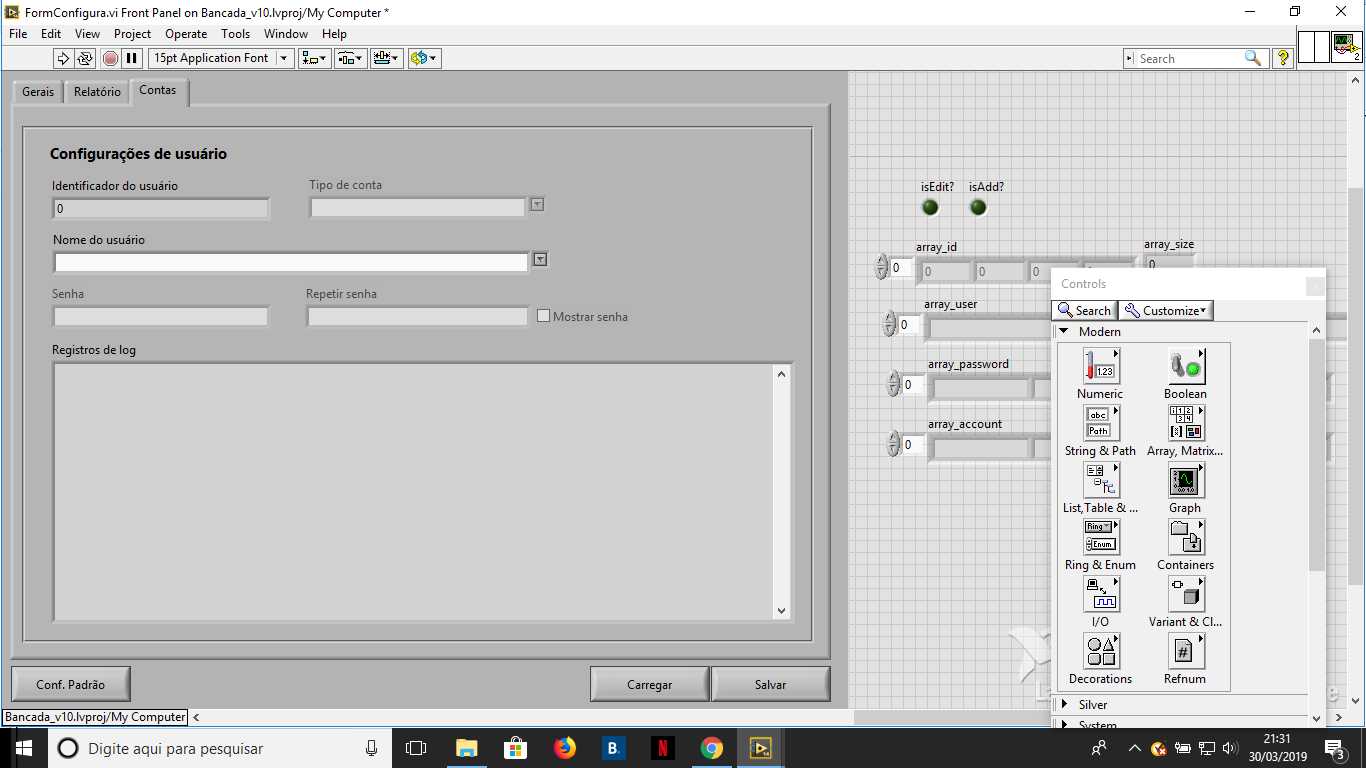 FormConfigura.vi Front Panel on Bancada_v10.lvproj/My Computer *
File Edit View Project Operate Tools Window Help
15pt Application Font
Search
?
2
Gerais Relatório Contas
Configurações de usuário
Identificador do usuário Tipo de conta
0
Nome do usuário
Senha Repetir senha
Mostrar senha
Registros de log
Conf. Padrão Carregar Salvar
isEdit? isAdd?
array_id array_size
0 0 0 0 0
array_user
0
array_password
0
array_account
0
Controls
Search Customize
Modern
1.23
Numeric Boolean
abc
Path
String & Path Array, Matrix...
List,Table & ... Graph
Ring
Enum
Ring & Enum Containers
I/O Variant & Cl...
#
Decorations Refnum
Silver
System
Bancada_v10.lvproj/My Computer
Digite aqui para pesquisar
B.
N
21:31
30/03/2019
3